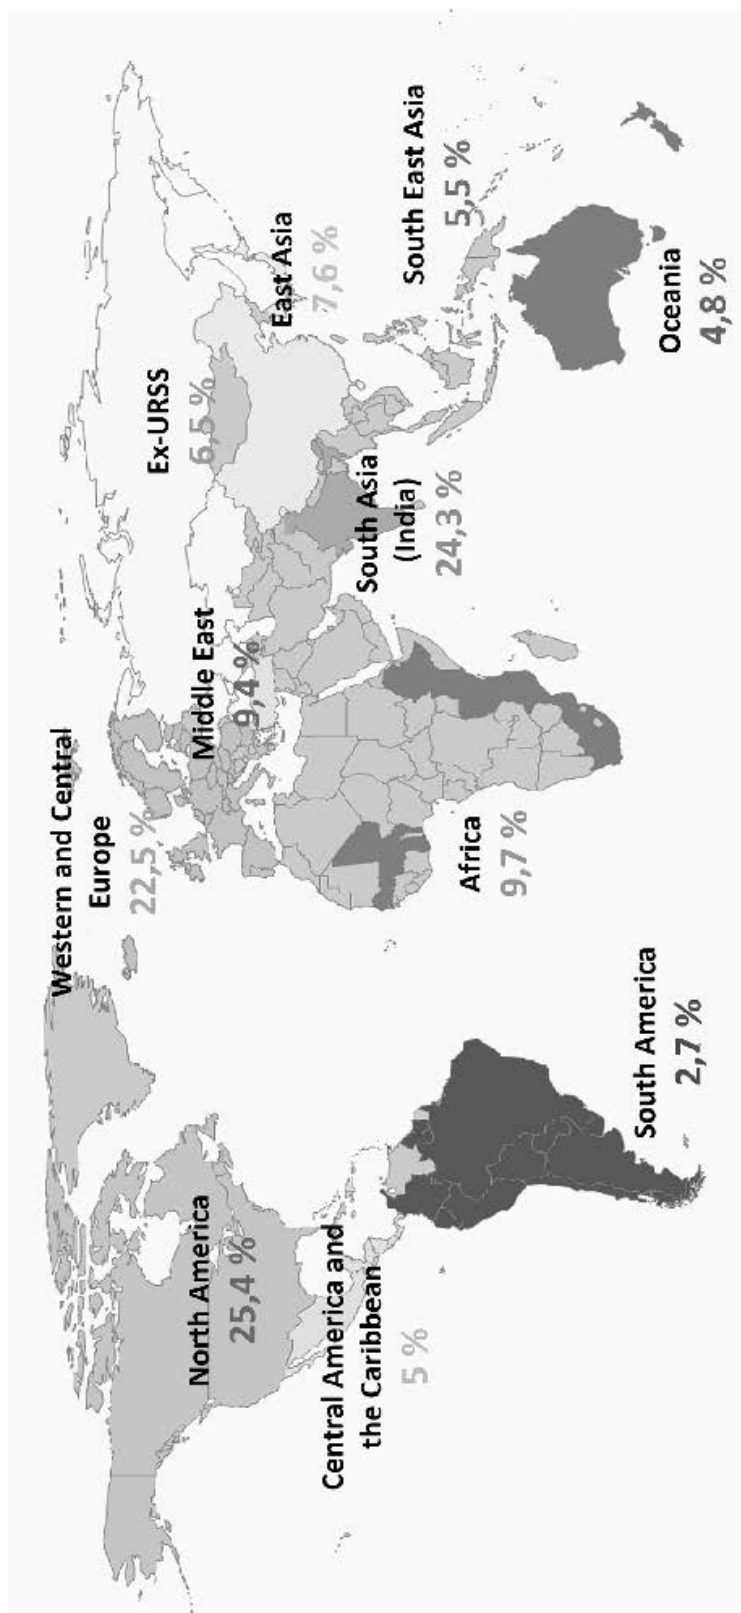 Western and Central
Europe
22,5 %
Ex-URSS
6,5 %
East Asia
7,6 %
South East Asia
5,5 %
Middle East
9,4 %
North America
25,4 %
South Asia
(India)
24,3 %
Central America and
the Caribbean
5 %
Africa
9,7 %
South America
2,7 %
Oceania
4,8 %